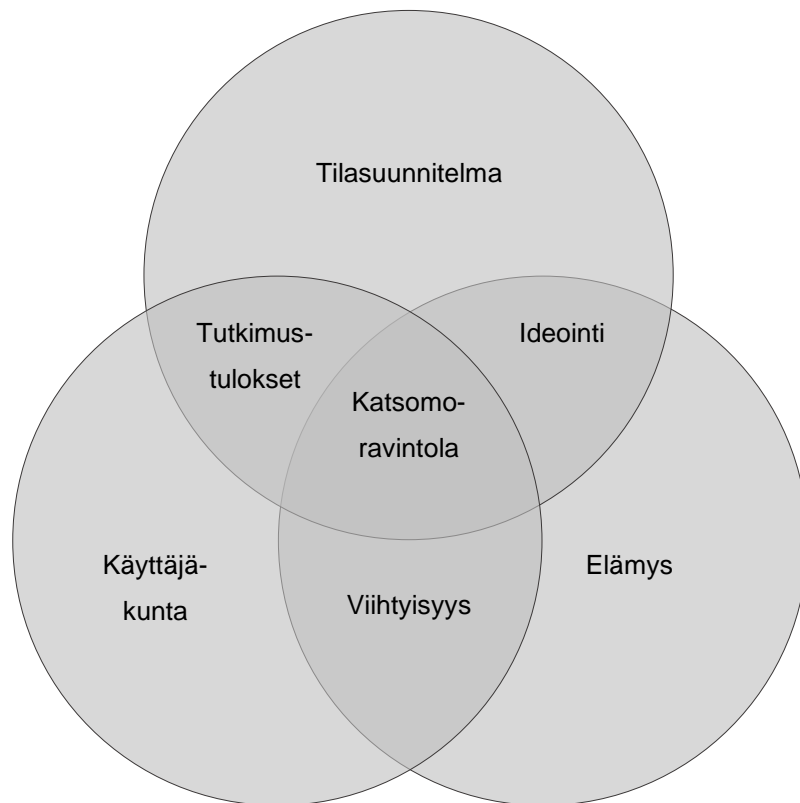 Tilasuunnitelma
Tutkimus-
tulokset
Ideointi
Katsomo-
ravintola
Käyttäjä-
kunta
Elämys
Viihtyisyys